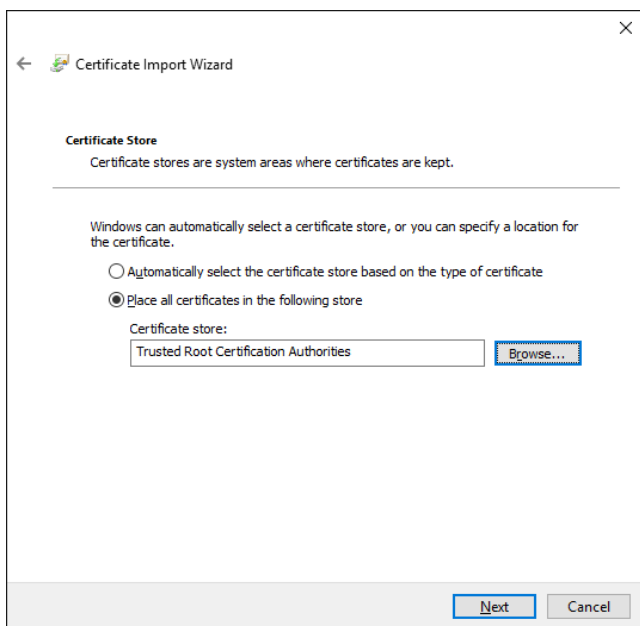 Certificate Import Wizard
Certificate Store
Certificate stores are system areas where certificates are kept.
Windows can automatically select a certificate store, or you can specify a location for
the certificate.
Automatically select the certificate store based on the type of certificate
Place all certificates in the following store
Certificate store:
Trusted Root Certification Authorities
Browse...
Next
Cancel